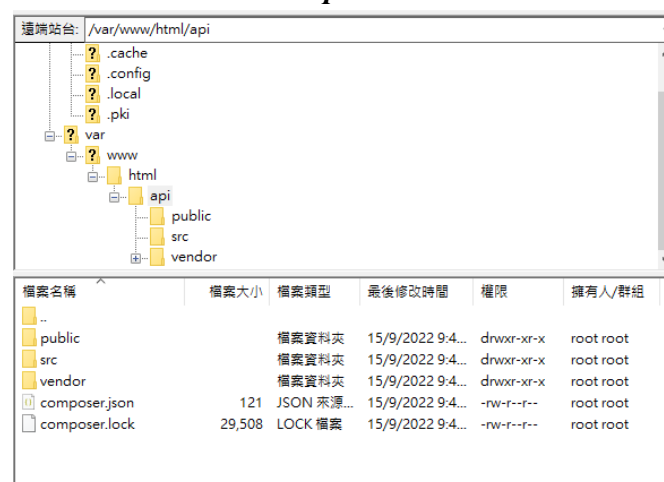 遠端站台: /var/www/html/api
.cache
.config
.local
.pki
var
www
html
api
public
src
vendor
檔案名稱 檔案大小 檔案類型 最後修改時間 權限 擁有人/群組
..
public 檔案資料夾 15/9/2022 9:4... drwxr-xr-x root root
src 檔案資料夾 15/9/2022 9:4... drwxr-xr-x root root
vendor 檔案資料夾 15/9/2022 9:4... drwxr-xr-x root root
composer.json 121 JSON 來源... 15/9/2022 9:4... -rw-r--r-- root root
composer.lock 29,508 LOCK 檔案 15/9/2022 9:4... -rw-r--r-- root root